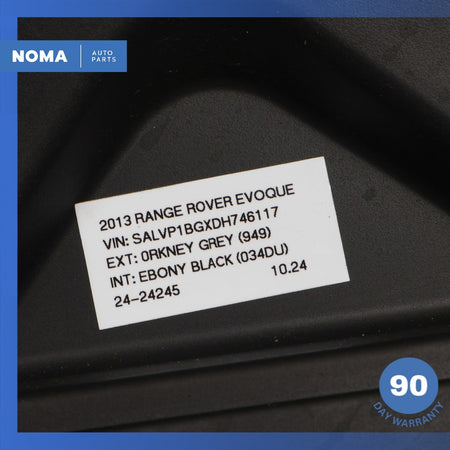 NOMA AUTO
PARTS
2013 RANGE ROVER EVOQUE
VIN: SALVP1BGXDH746117
EXT: 0RKNEY GREY (949)
INT: EBONY BLACK (034DU)
24-24245 10.24
90
DAY WARRANTY